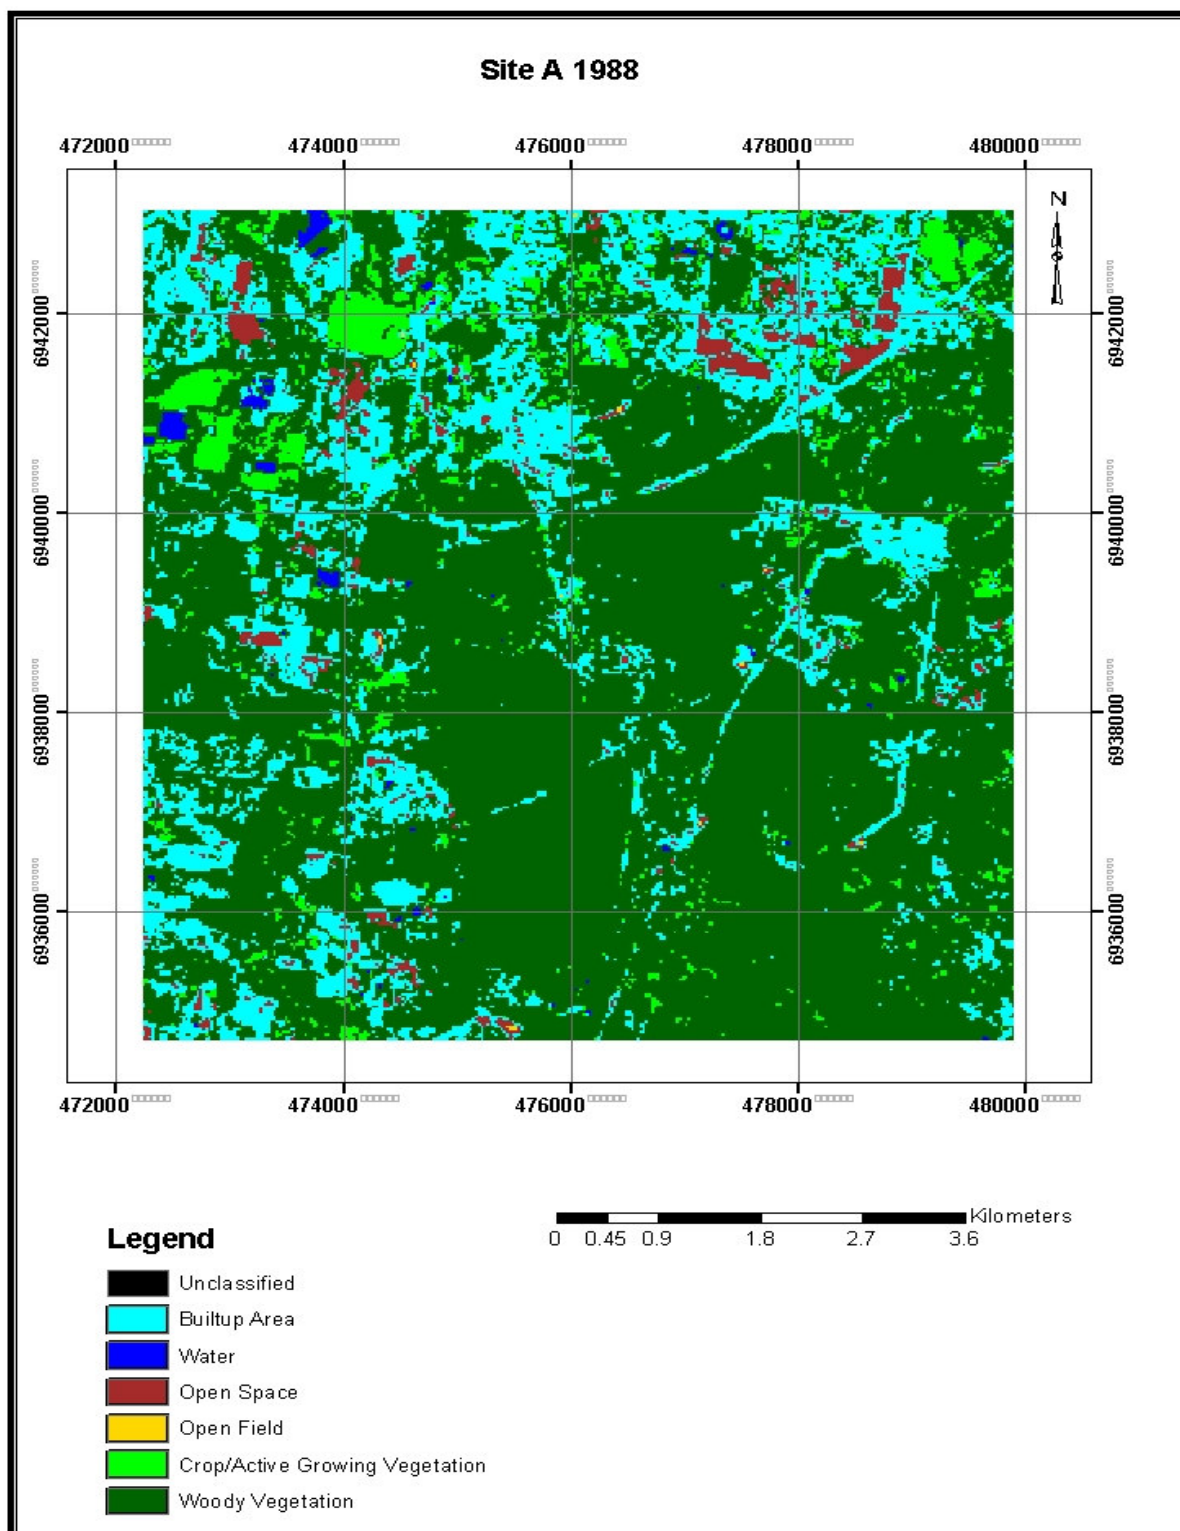 Site A 1988
472000 474000 476000 478000 480000
N
6942000 6942000
6940000 6940000
6938000 6938000
6936000 6936000
472000 474000 476000 478000 480000
Kilometers
0 0.45 0.9 1.8 2.7 3.6
Legend
Unclassified
Builtup Area
Water
Open Space
Open Field
Crop/Active Growing Vegetation
Woody Vegetation